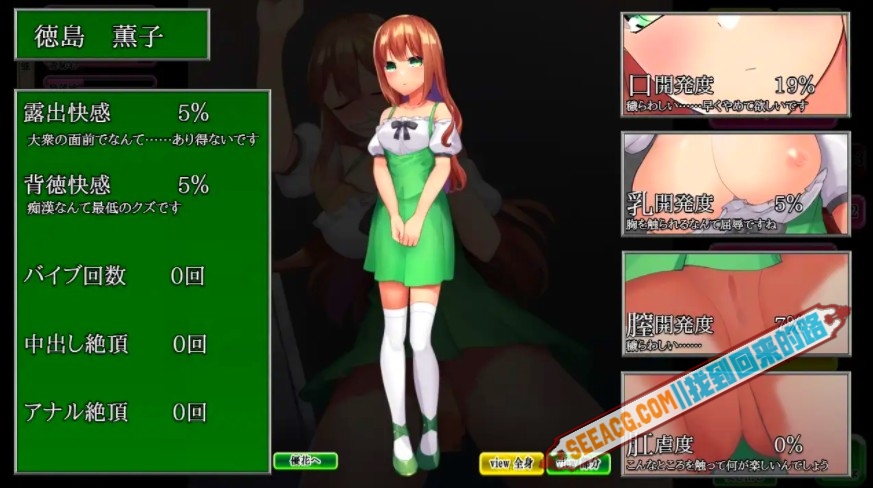 徳島　薫子
露出快感　5%
大衆の面前でなんて……あり得ないです
背徳快感　5%
痴漢なんて最低のクズです
バイブ回数　0回
中出し絶頂　0回
アナル絶頂　0回
優花へ
view 全身
口開発度　19%
穢らわしい……早くやめて欲しいです
乳開発度　5%
胸を触られるなんて屈辱ですね
膣開発度
穢らわしい……
肛虐度　0%
こんなところを触って何が楽しいんでしょう
SEEACG.COM||找到回来的路